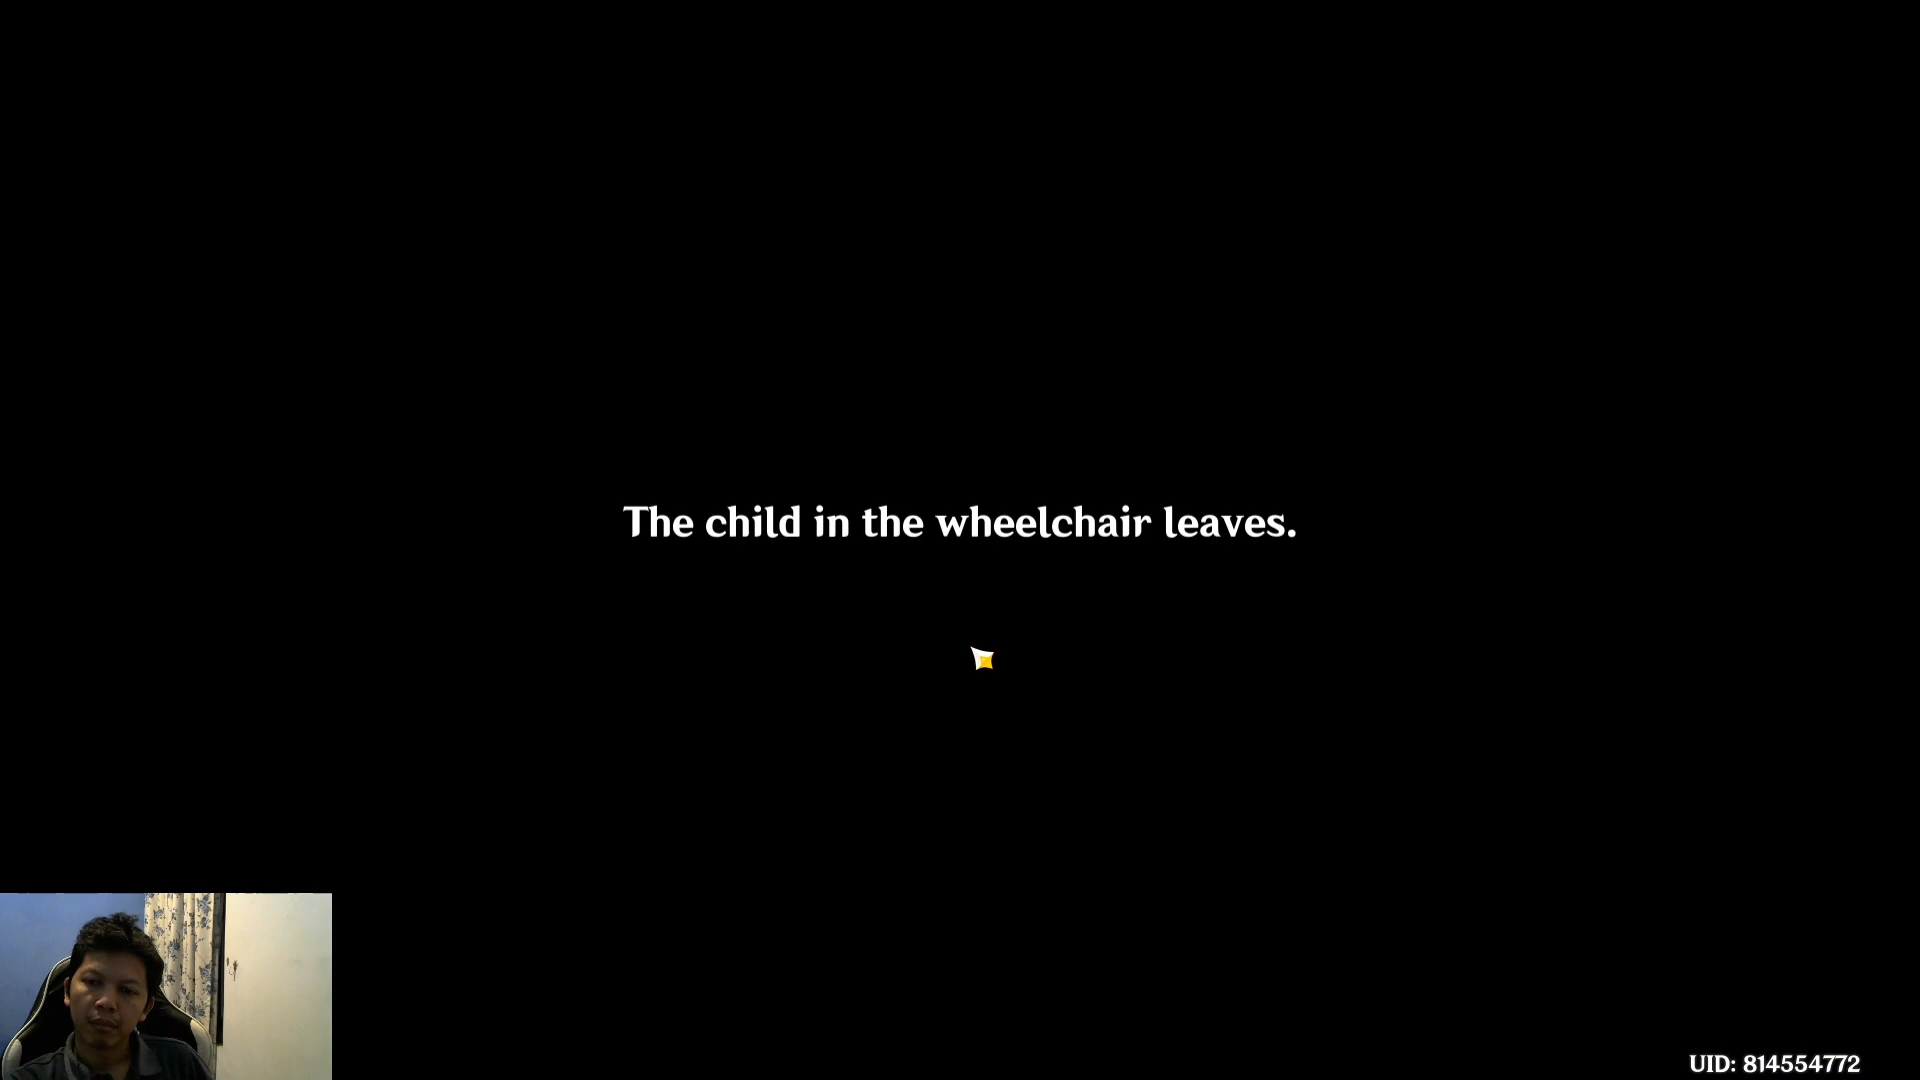 The child in the wheelchair leaves.
UID: 814554772